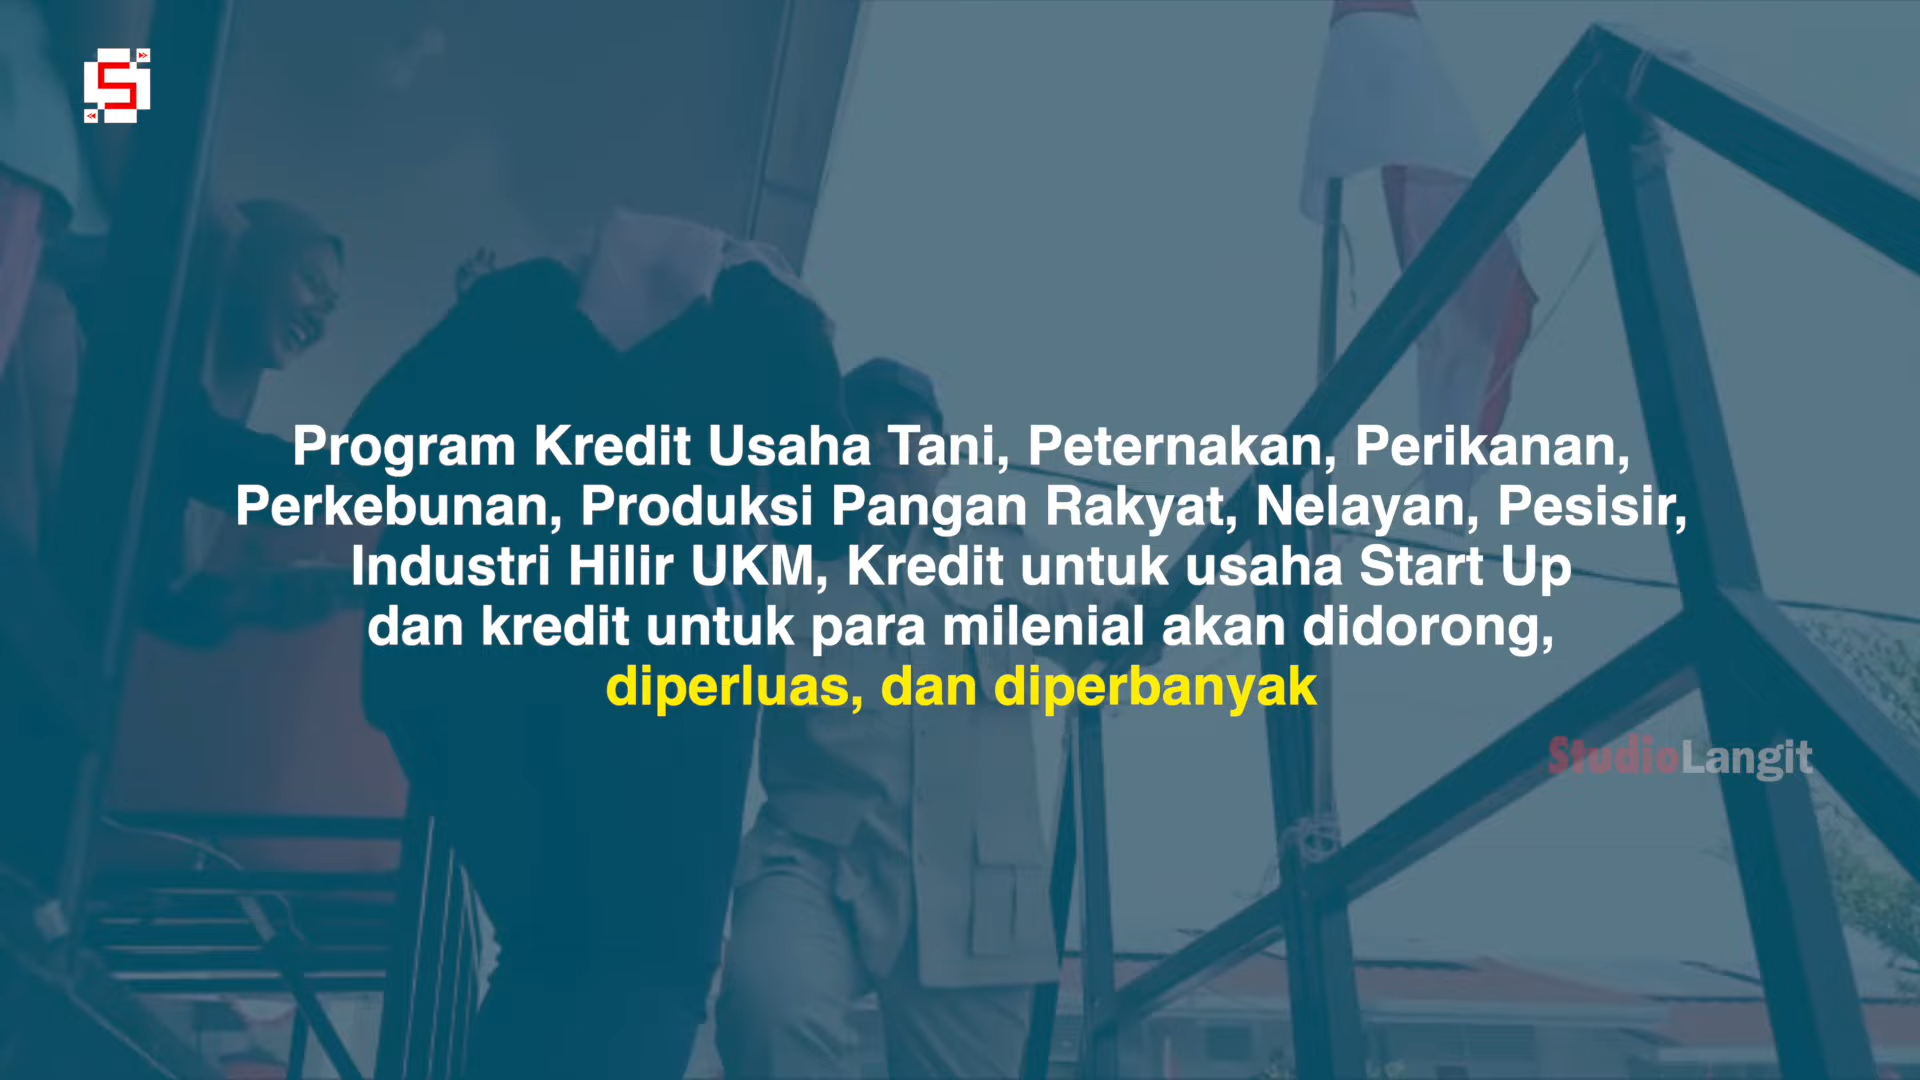 S
Program Kredit Usaha Tani, Peternakan, Perikanan,
Perkebunan, Produksi Pangan Rakyat, Nelayan, Pesisir,
Industri Hilir UKM, Kredit untuk usaha Start Up
dan kredit untuk para milenial akan didorong,
diperluas, dan diperbanyak
StudioLangit